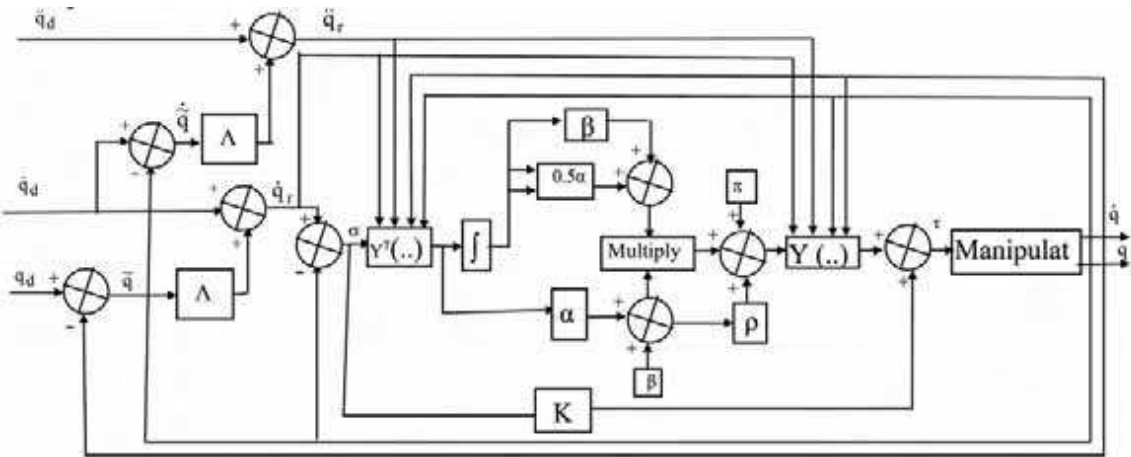 q̈d
+
+
q̈r
q̃̇
Λ
+
-
q̇d
+
+
q̇r
qd
+
-
q̃
Λ
+
-
σ
Yᵀ(..)
∫
β
0.5α
+
+
Multiply
α
+
+
β
ρ
π
+
+
+
Y (..)
+
+
τ
Manipulat
q̇
q
K